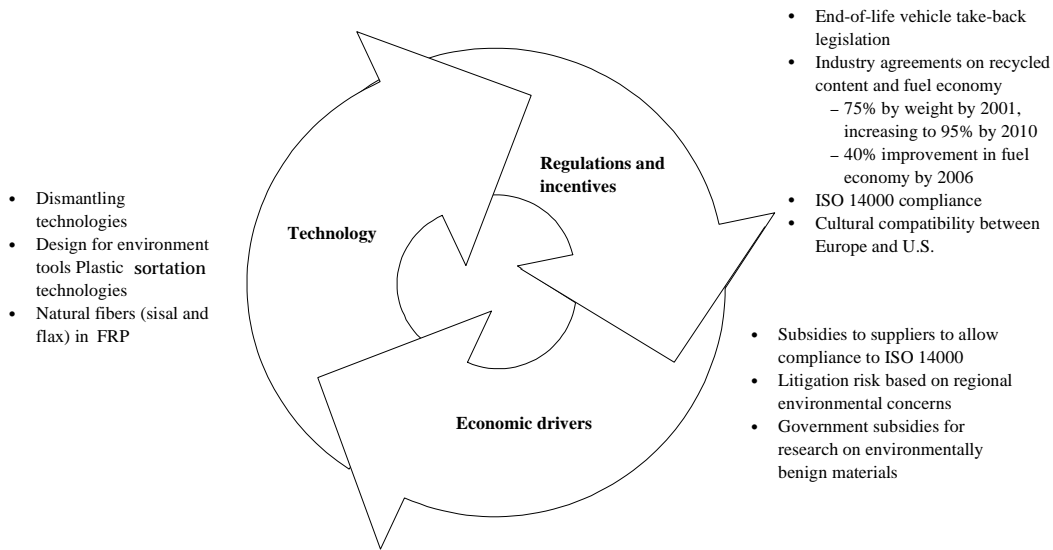 • End-of-life vehicle take-back
legislation
• Industry agreements on recycled
content and fuel economy
– 75% by weight by 2001,
increasing to 95% by 2010
– 40% improvement in fuel
economy by 2006
• ISO 14000 compliance
• Cultural compatibility between
Europe and U.S.
Regulations and
incentives
• Dismantling
technologies
• Design for environment
tools Plastic sortation
technologies
• Natural fibers (sisal and
flax) in FRP
Technology
• Subsidies to suppliers to allow
compliance to ISO 14000
• Litigation risk based on regional
environmental concerns
• Government subsidies for
research on environmentally
benign materials
Economic drivers